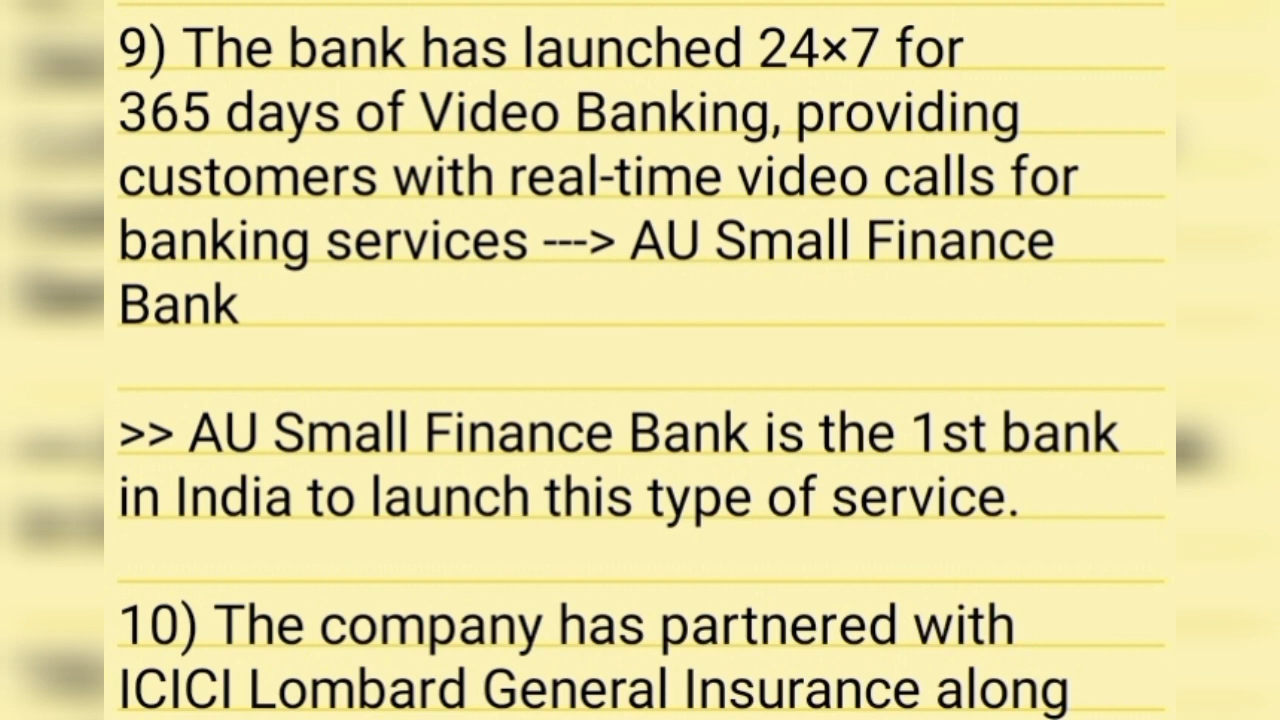 9) The bank has launched 24×7 for
365 days of Video Banking, providing
customers with real-time video calls for
banking services ---> AU Small Finance
Bank
>> AU Small Finance Bank is the 1st bank
in India to launch this type of service.
10) The company has partnered with
ICICI Lombard General Insurance along